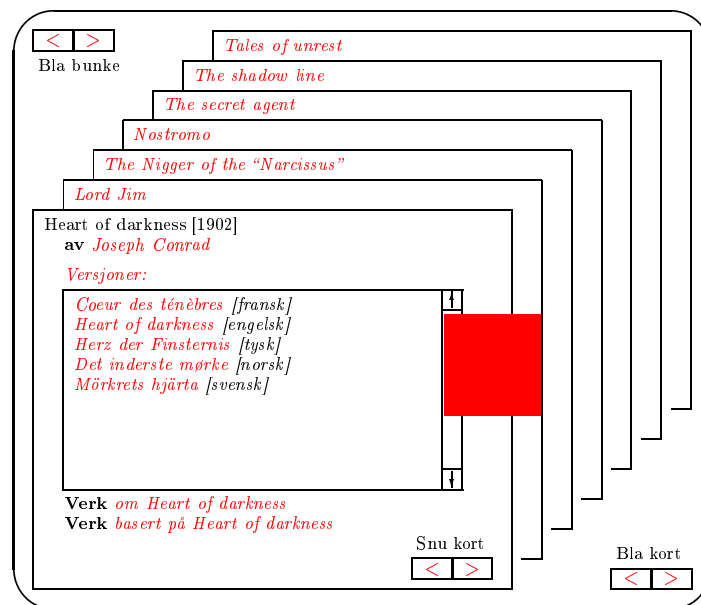 < >
Bla bunke
Tales of unrest
The shadow line
The secret agent
Nostromo
The Nigger of the “Narcissus”
Lord Jim
Heart of darkness [1902]
av Joseph Conrad
Versjoner:
Coeur des ténèbres [fransk]
Heart of darkness [engelsk]
Herz der Finsternis [tysk]
Det inderste mørke [norsk]
Mörkrets hjärta [svensk]
Verk om Heart of darkness
Verk basert på Heart of darkness
Snu kort
< >
Bla kort
< >